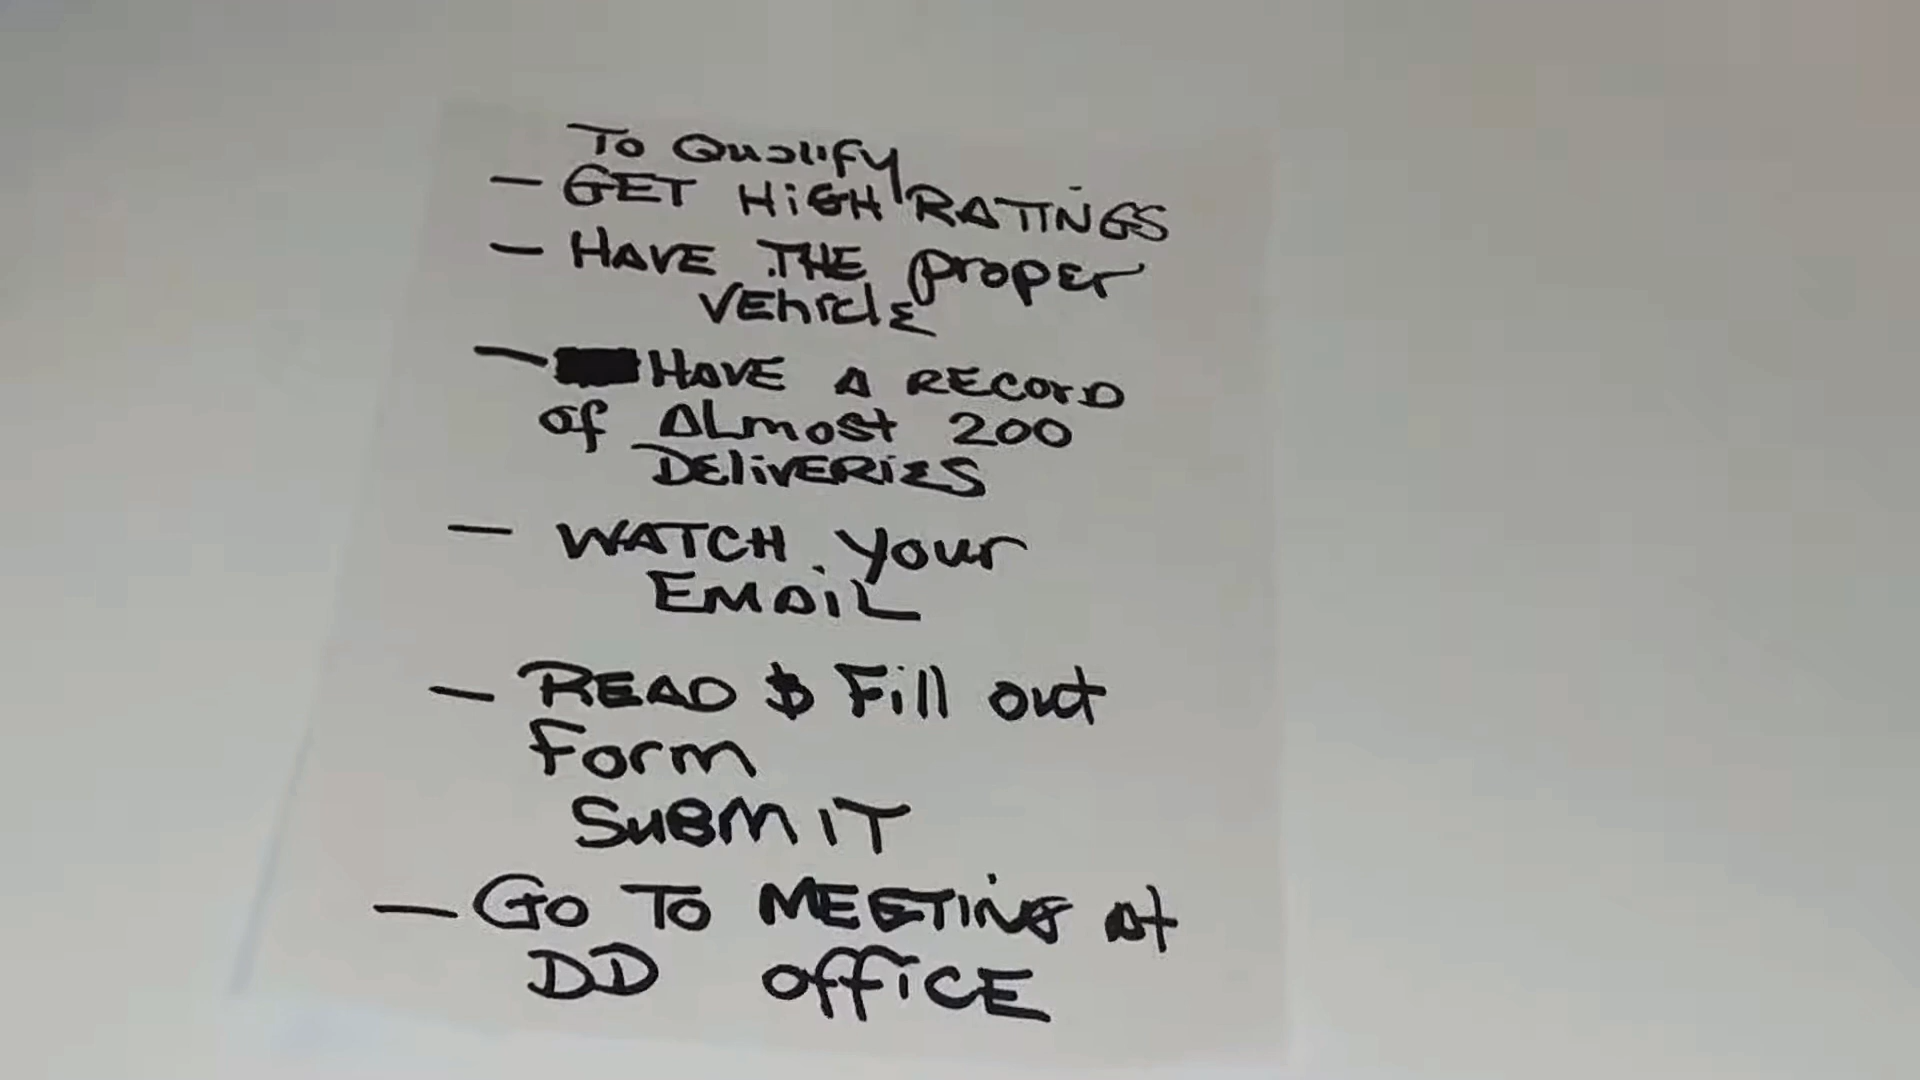 To Qualify
- GET HiGH RATINGS
- HAVE THE proper
VEhiclE
- HAVE A RECORD
of ALmost 200
DEliVERiES
- WATCH your
EMAiL
- READ & Fill out
Form
SuBMIT
- Go To MEETiNG at
DD officE